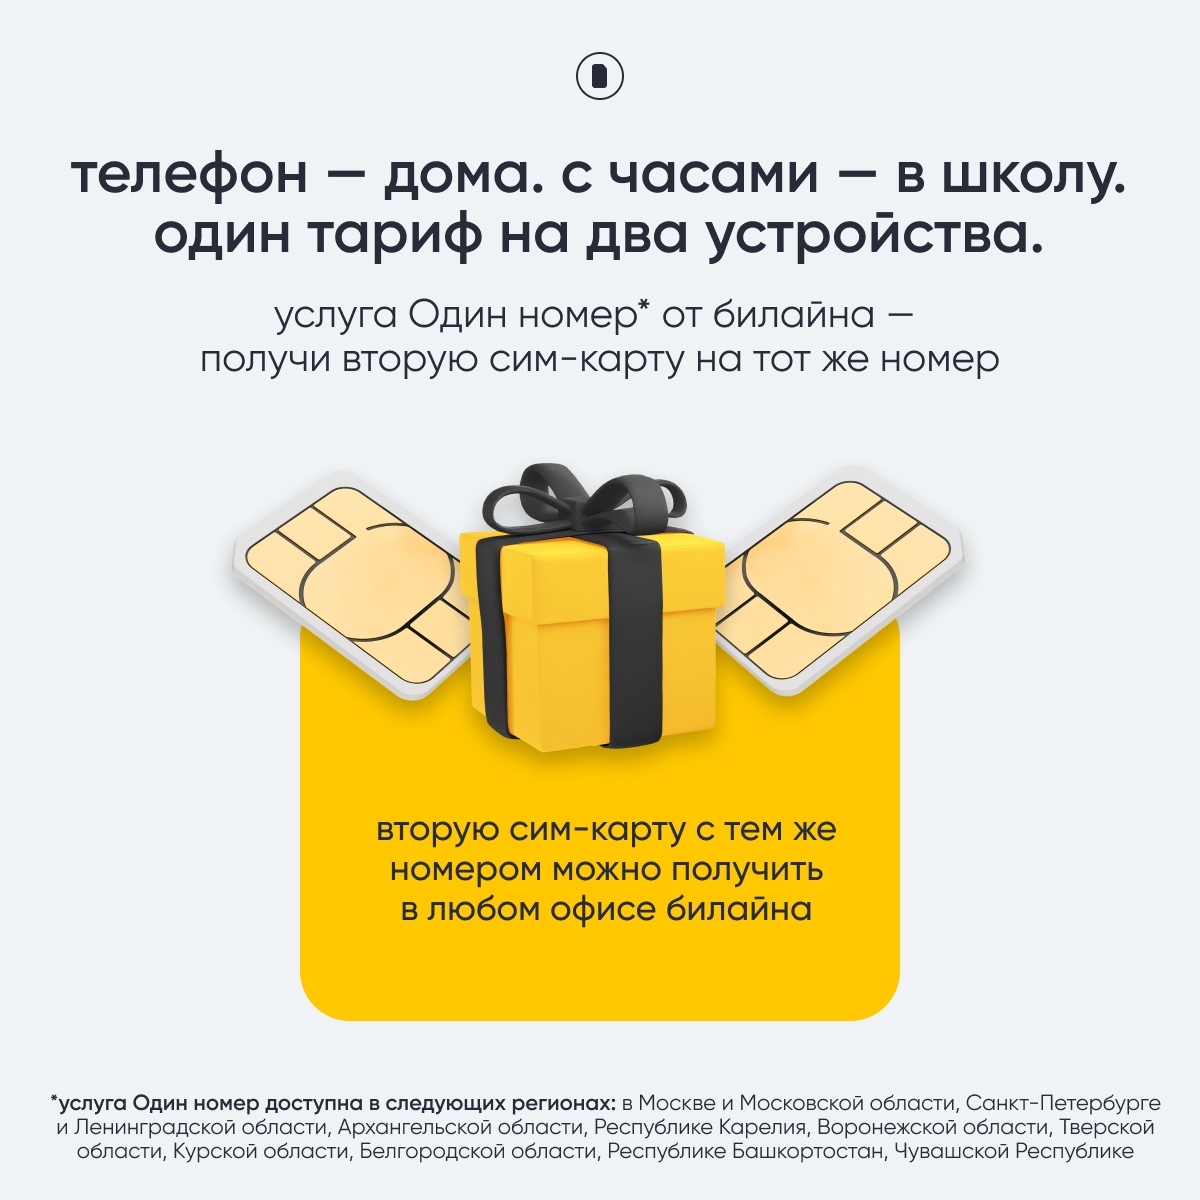 телефон — дома. с часами — в школу.
один тариф на два устройства.
услуга Один номер* от билайна —
получи вторую сим-карту на тот же номер
вторую сим-карту с тем же
номером можно получить
в любом офисе билайна
*услуга Один номер доступна в следующих регионах: в Москве и Московской области, Санкт-Петербурге
и Ленинградской области, Архангельской области, Республике Карелия, Воронежской области, Тверской
области, Курской области, Белгородской области, Республике Башкортостан, Чувашской Республике